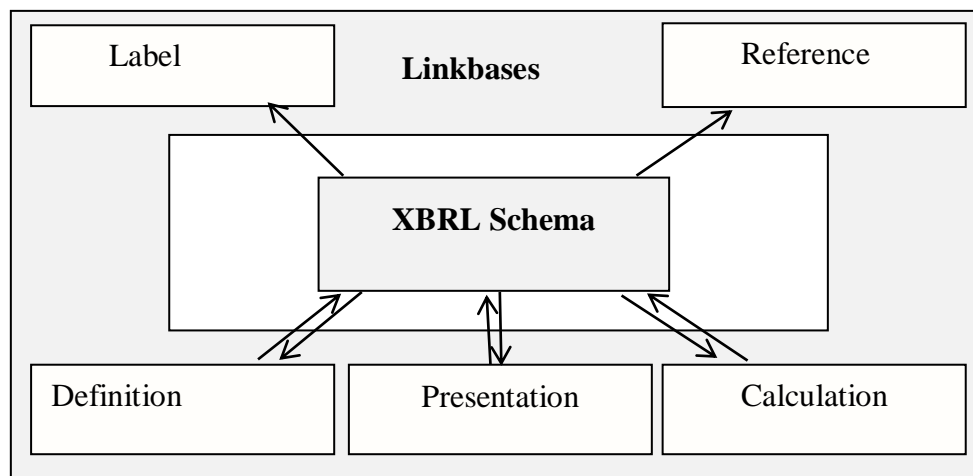 Label
Linkbases
Reference
XBRL Schema
Definition
Presentation
Calculation